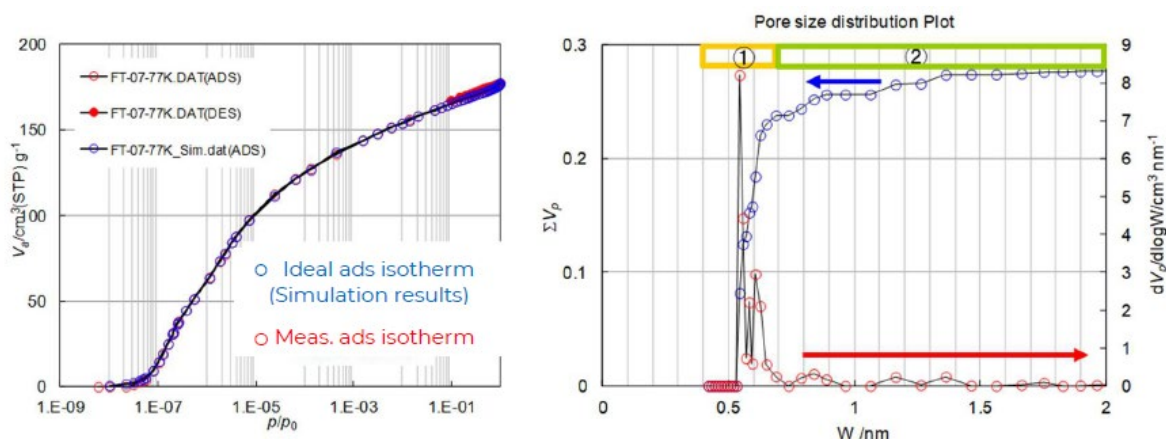 200
150
100
50
0
Vₐ/cm³(STP) g⁻¹
FT-07-77K.DAT(ADS)
FT-07-77K.DAT(DES)
FT-07-77K_Sim.dat(ADS)
Ideal ads isotherm
(Simulation results)
Meas. ads isotherm
1.E-09 1.E-07 1.E-05 1.E-03 1.E-01
p/p₀
Pore size distribution Plot
① ②
0.3
0.2
0.1
0
ΣVₚ
9
8
7
6
5
4
3
2
1
0
dVₚ/dlogW/cm³ nm⁻¹
0 0.5 1 1.5 2
W /nm